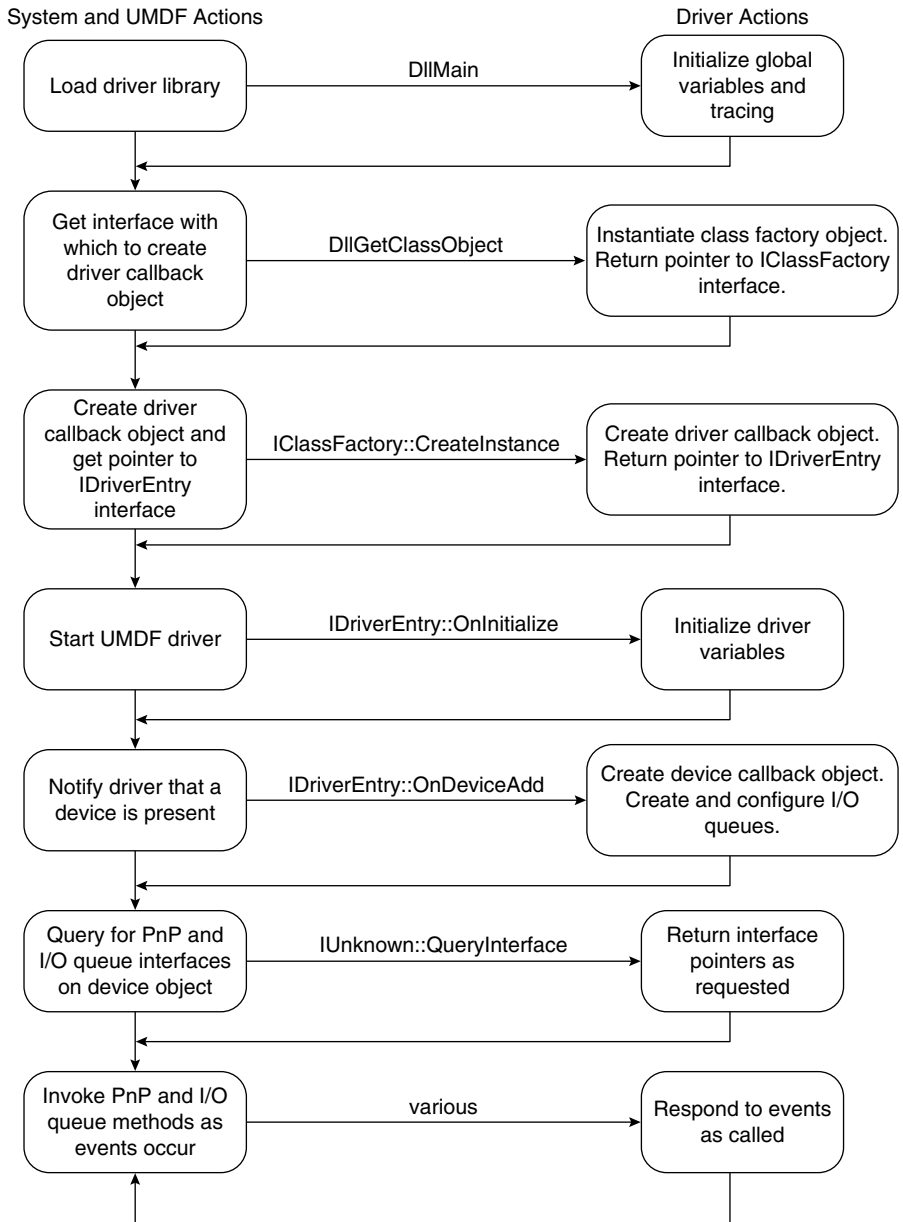 System and UMDF Actions
Driver Actions
Load driver library
DllMain
Initialize global
variables and
tracing
Get interface with
which to create
driver callback
object
DllGetClassObject
Instantiate class factory object.
Return pointer to IClassFactory
interface.
Create driver
callback object and
get pointer to
IDriverEntry
interface
IClassFactory::CreateInstance
Create driver callback object.
Return pointer to IDriverEntry
interface.
Start UMDF driver
IDriverEntry::OnInitialize
Initialize driver
variables
Notify driver that a
device is present
IDriverEntry::OnDeviceAdd
Create device callback object.
Create and configure I/O
queues.
Query for PnP and
I/O queue interfaces
on device object
IUnknown::QueryInterface
Return interface
pointers as
requested
Invoke PnP and I/O
queue methods as
events occur
various
Respond to events
as called